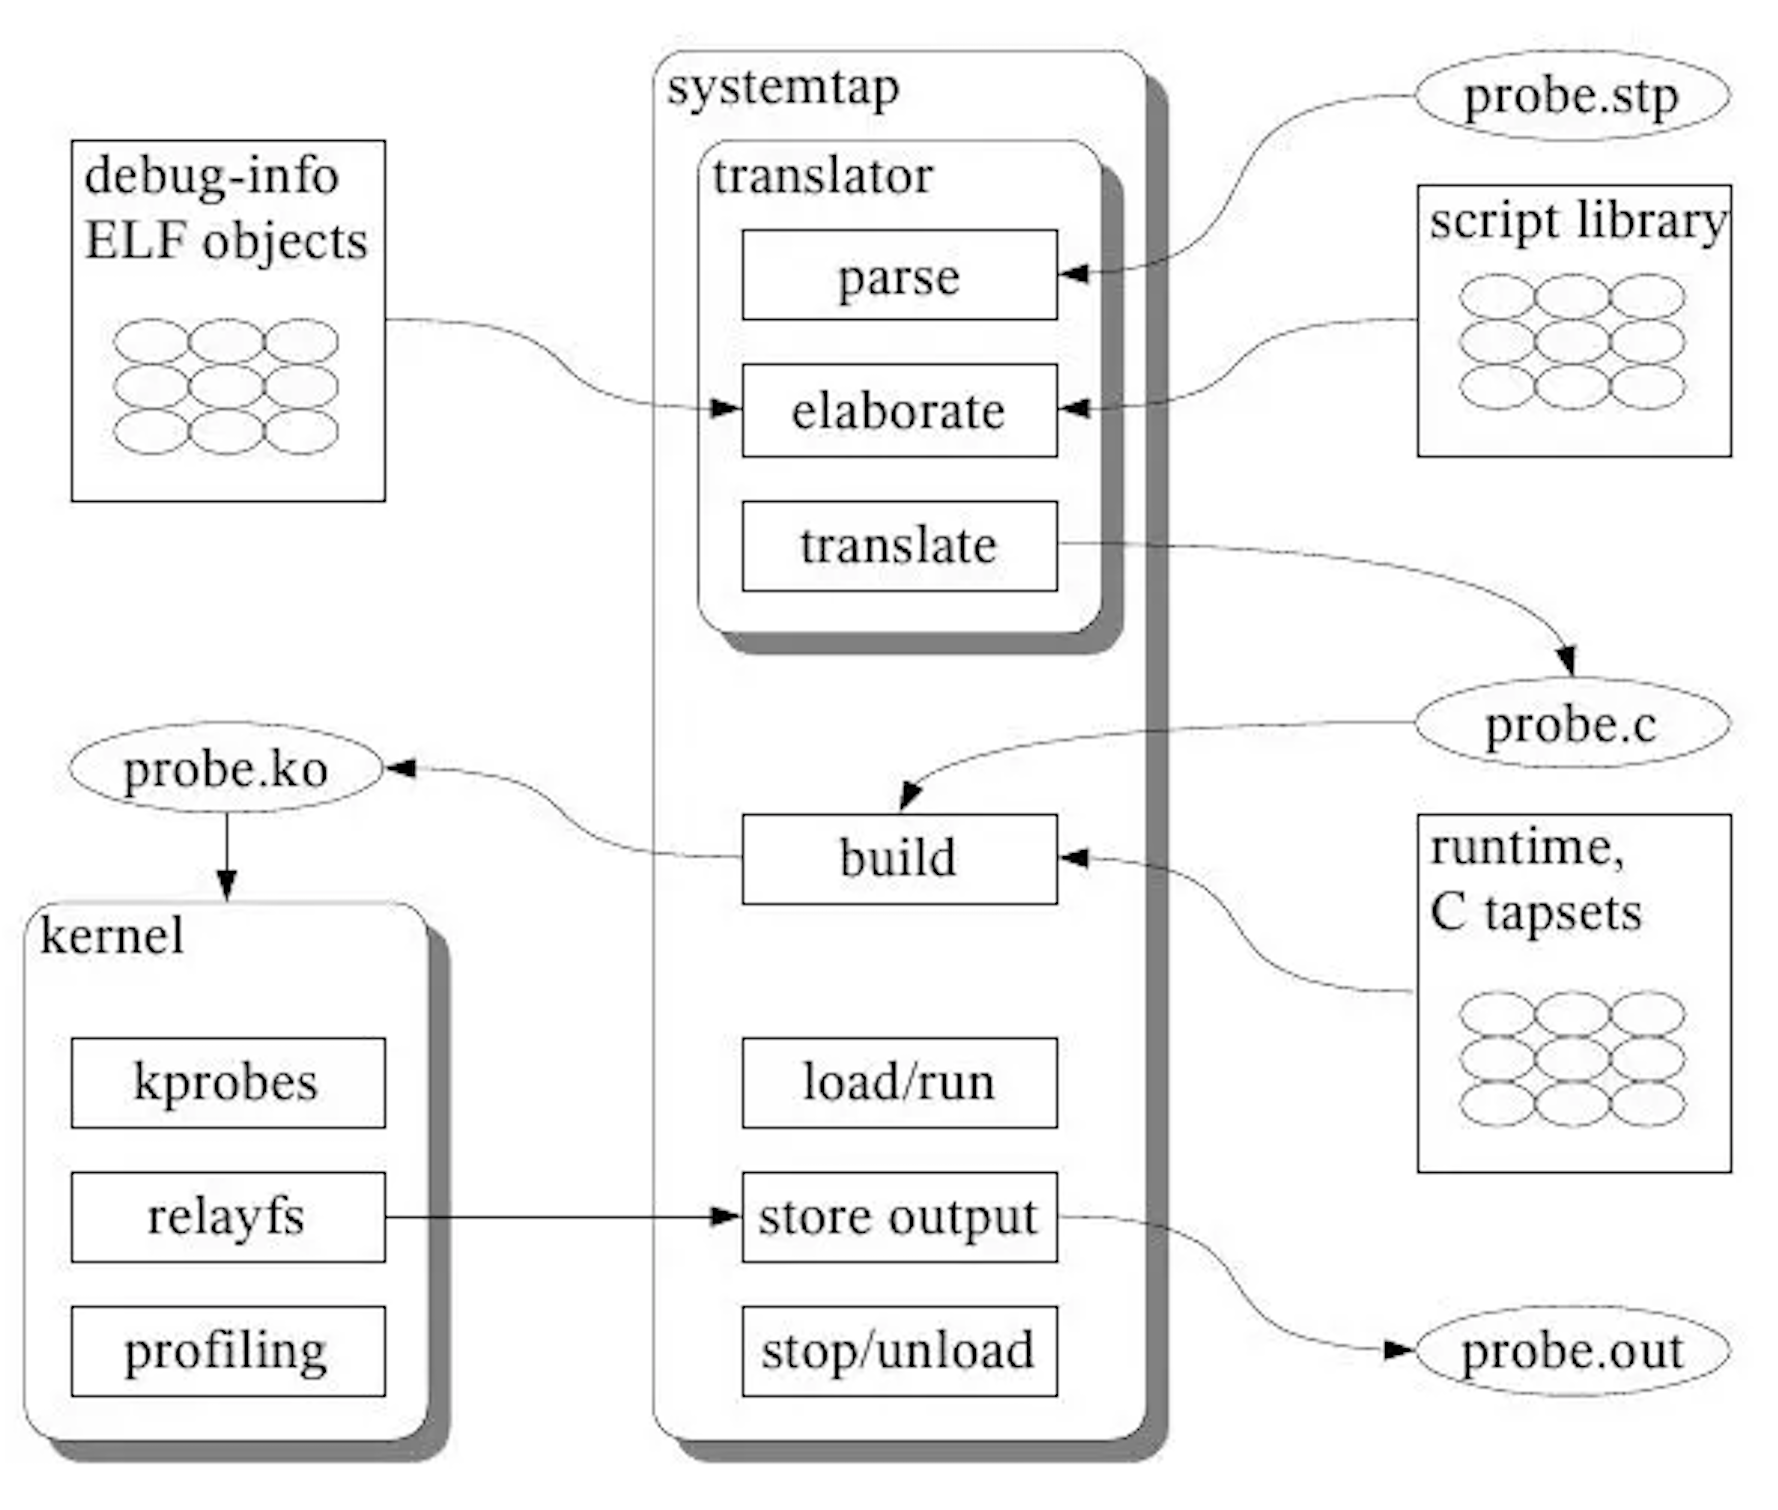 systemtap
probe.stp
debug-info
ELF objects
translator
script library
parse
elaborate
translate
probe.c
probe.ko
build
runtime,
C tapsets
kernel
kprobes
load/run
relayfs
store output
profiling
stop/unload
probe.out